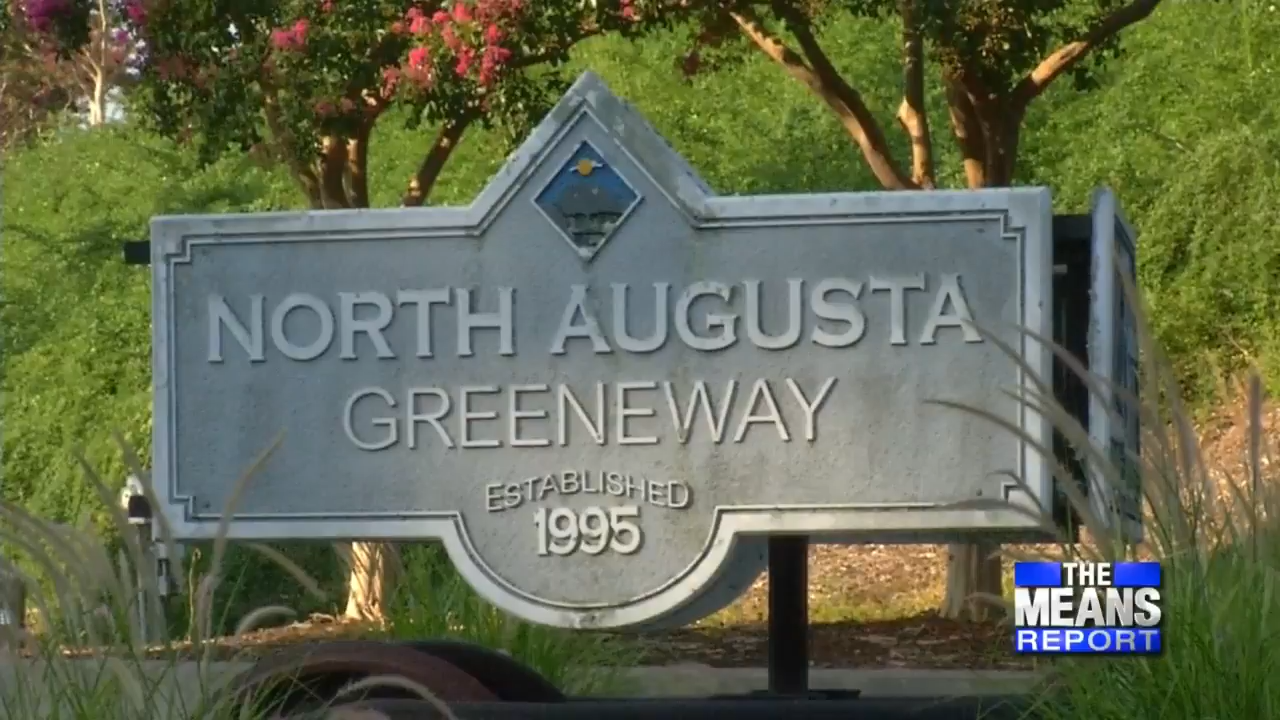 NORTH AUGUSTA
GREENEWAY
ESTABLISHED
1995
THE
MEANS
REPORT